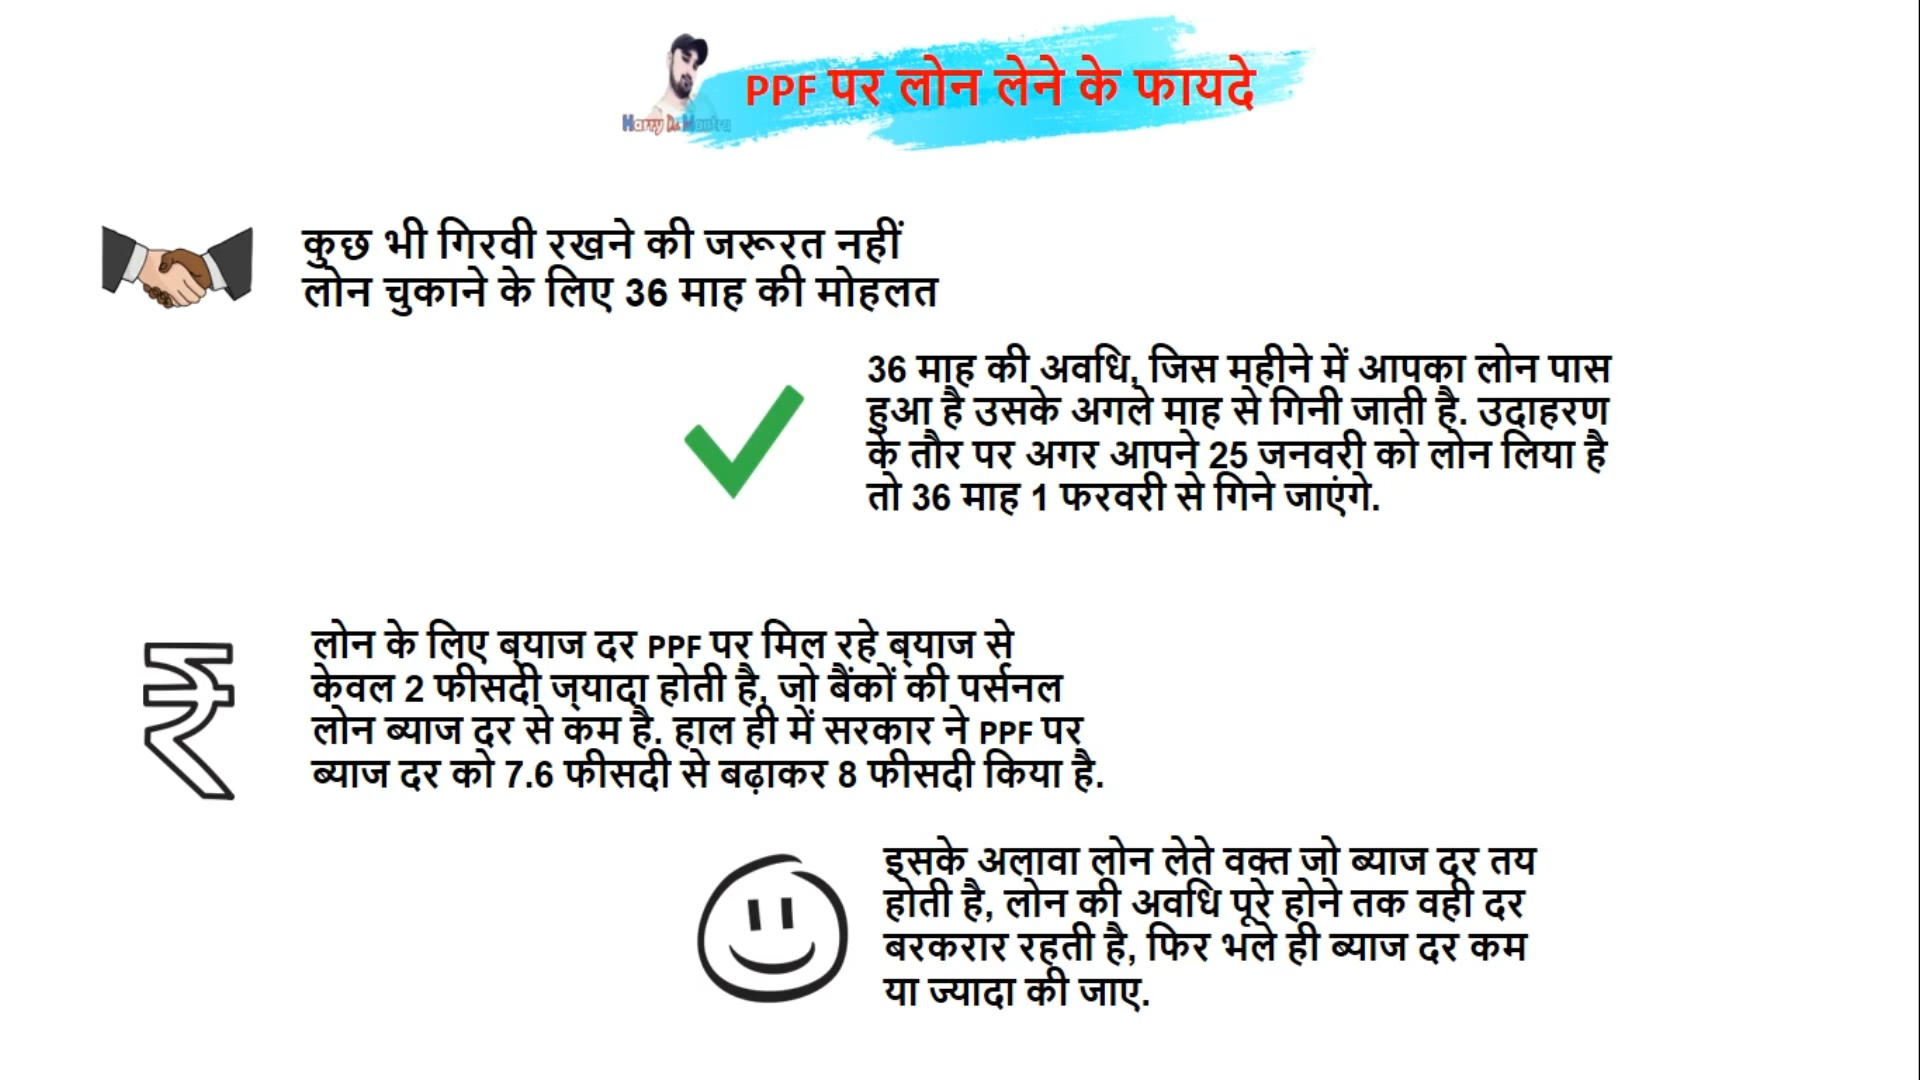 PPF पर लोन लेने के फायदे
Harry Da Mantra
कुछ भी गिरवी रखने की जरूरत नहीं
लोन चुकाने के लिए 36 माह की मोहलत
36 माह की अवधि, जिस महीने में आपका लोन पास
हुआ है उसके अगले माह से गिनी जाती है. उदाहरण
के तौर पर अगर आपने 25 जनवरी को लोन लिया है
तो 36 माह 1 फरवरी से गिने जाएंगे.
लोन के लिए ब्याज दर PPF पर मिल रहे ब्याज से
केवल 2 फीसदी ज्यादा होती है, जो बैंकों की पर्सनल
लोन ब्याज दर से कम है. हाल ही में सरकार ने PPF पर
ब्याज दर को 7.6 फीसदी से बढ़ाकर 8 फीसदी किया है.
इसके अलावा लोन लेते वक्त जो ब्याज दर तय
होती है, लोन की अवधि पूरे होने तक वही दर
बरकरार रहती है, फिर भले ही ब्याज दर कम
या ज्यादा की जाए.